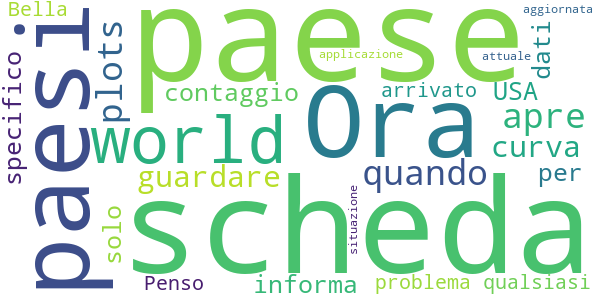 Bella
paese
aggiornata
applicazione
attuale
paesi
plots
specifico
dati
contaggio
arrivato
USA
world
Ora
apre
curva
guardare
quando
per
scheda
solo
situazione
Penso
informa
problema
qualsiasi